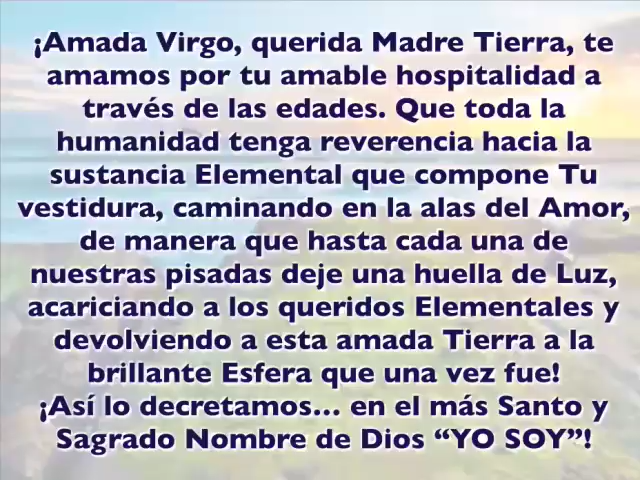 ¡Amada Virgo, querida Madre Tierra, te
amamos por tu amable hospitalidad a
través de las edades. Que toda la
humanidad tenga reverencia hacia la
sustancia Elemental que compone Tu
vestidura, caminando en la alas del Amor,
de manera que hasta cada una de
nuestras pisadas deje una huella de Luz,
acariciando a los queridos Elementales y
devolviendo a esta amada Tierra a la
brillante Esfera que una vez fue!
¡Así lo decretamos... en el más Santo y
Sagrado Nombre de Dios “YO SOY”!